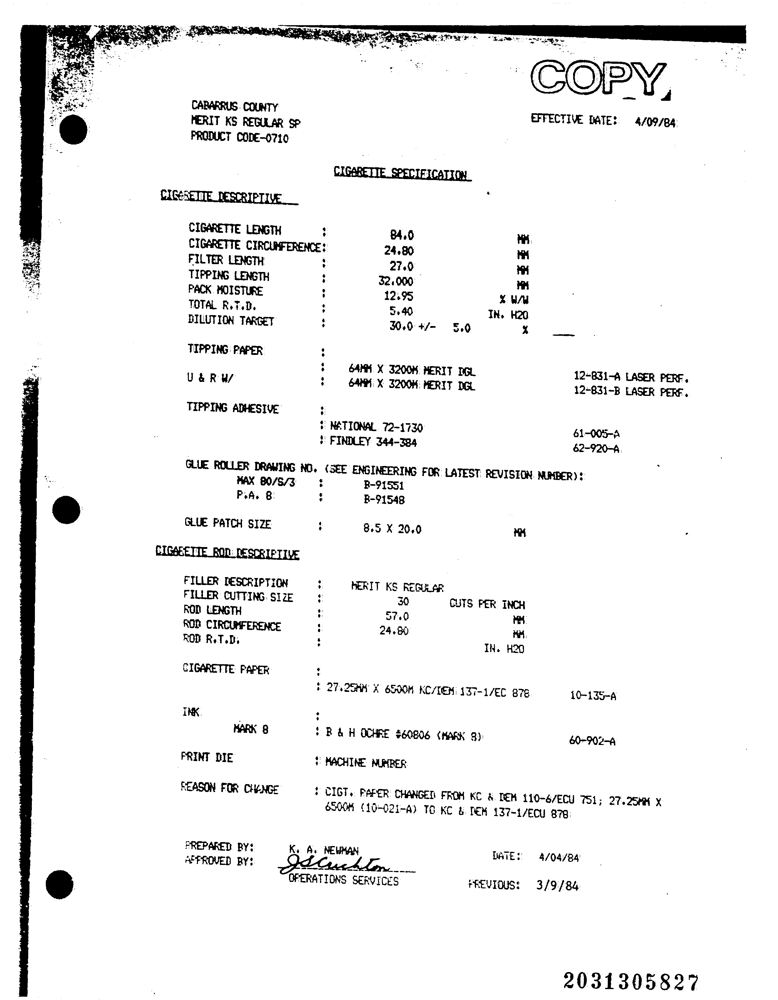 COPY
CABARRUS COUNTY
MERIT KS REGULAR SP
PRODUCT CODE-0710
EFFECTIVE DATE: 4/09/84
CIGARETTE SPECIFICATION
CIGARETTE DESCRIPTIVE
CIGARETTE LENGTH : 84.0 MM
CIGARETTE CIRCUMFERENCE: 24.80 MM
FILTER LENGTH : 27.0 MM
TIPPING LENGTH : 32.000 MM
PACK MOISTURE : 12.95 % W/W
TOTAL R.T.D. : 5.40 IN. H2O
DILUTION TARGET : 30.0 +/- 5.0 %
TIPPING PAPER :
: 64MM X 3200M MERIT DGL 12-831-A LASER PERF.
U & R W/ : 64MM X 3200M MERIT DGL 12-831-B LASER PERF.
TIPPING ADHESIVE :
: NATIONAL 72-1730 61-005-A
: FINDLEY 344-384 62-920-A
GLUE ROLLER DRAWING NO. (SEE ENGINEERING FOR LATEST REVISION NUMBER):
MAX 80/S/3 : B-91551
P.A. 8 : B-91548
GLUE PATCH SIZE : 8.5 X 20.0 MM
CIGARETTE ROD DESCRIPTIVE
FILLER DESCRIPTION : MERIT KS REGULAR
FILLER CUTTING SIZE : 30 CUTS PER INCH
ROD LENGTH : 57.0 MM
ROD CIRCUMFERENCE : 24.80 MM
ROD R.T.D. : IN. H2O
CIGARETTE PAPER :
: 27.25MM X 6500M KC/DEM 137-1/EC 878 10-135-A
INK :
MARK 8 : B & H OCHRE #60806 (MARK 8) 60-902-A
PRINT DIE : MACHINE NUMBER
REASON FOR CHANGE : CIGT. PAPER CHANGED FROM KC & DEM 110-6/ECU 751; 27.25MM X
6500M (10-021-A) TO KC & DEM 137-1/ECU 878
PREPARED BY: K. A. NEWMAN DATE: 4/04/84
APPROVED BY: JSCrichton
OPERATIONS SERVICES PREVIOUS: 3/9/84
2031305827